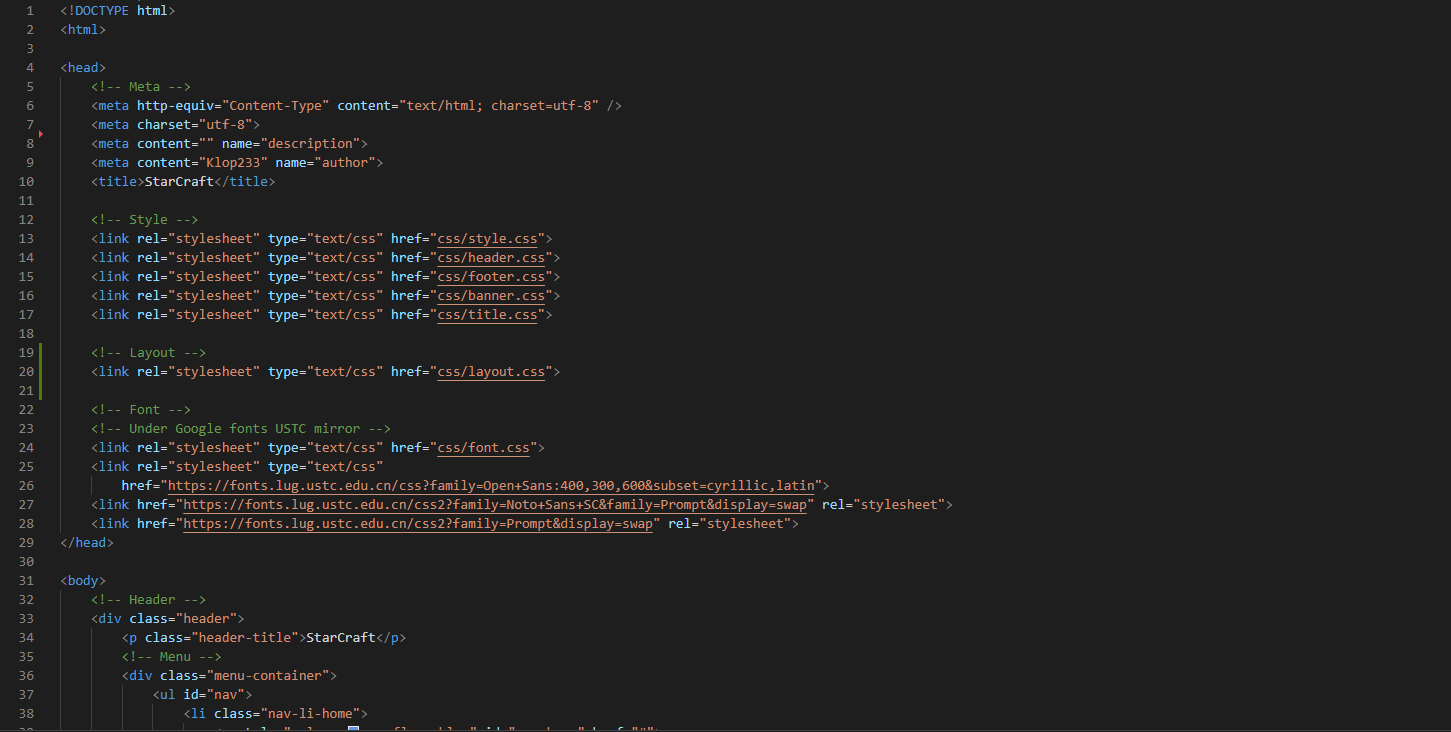 1 <!DOCTYPE html>
2 <html>
3
4 <head>
5 <!-- Meta -->
6 <meta http-equiv="Content-Type" content="text/html; charset=utf-8" />
7 <meta charset="utf-8">
8 <meta content="" name="description">
9 <meta content="Klop233" name="author">
10 <title>StarCraft</title>
11
12 <!-- Style -->
13 <link rel="stylesheet" type="text/css" href="css/style.css">
14 <link rel="stylesheet" type="text/css" href="css/header.css">
15 <link rel="stylesheet" type="text/css" href="css/footer.css">
16 <link rel="stylesheet" type="text/css" href="css/banner.css">
17 <link rel="stylesheet" type="text/css" href="css/title.css">
18
19 <!-- Layout -->
20 <link rel="stylesheet" type="text/css" href="css/layout.css">
21
22 <!-- Font -->
23 <!-- Under Google fonts USTC mirror -->
24 <link rel="stylesheet" type="text/css" href="css/font.css">
25 <link rel="stylesheet" type="text/css"
26 href="https://fonts.lug.ustc.edu.cn/css?family=Open+Sans:400,300,600&subset=cyrillic,latin">
27 <link href="https://fonts.lug.ustc.edu.cn/css2?family=Noto+Sans+SC&family=Prompt&display=swap" rel="stylesheet">
28 <link href="https://fonts.lug.ustc.edu.cn/css2?family=Prompt&display=swap" rel="stylesheet">
29 </head>
30
31 <body>
32 <!-- Header -->
33 <div class="header">
34 <p class="header-title">StarCraft</p>
35 <!-- Menu -->
36 <div class="menu-container">
37 <ul id="nav">
38 <li class="nav-li-home">